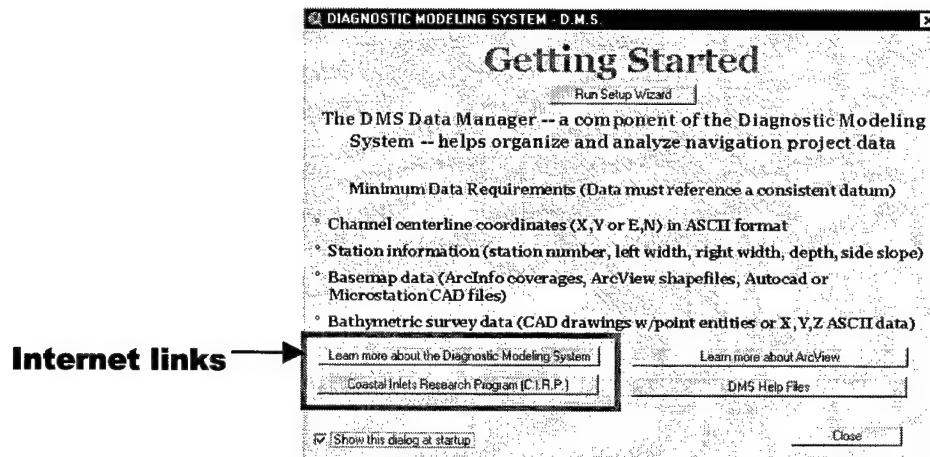 DIAGNOSTIC MODELING SYSTEM - D.M.S.
Getting Started
Run Setup Wizard
The DMS Data Manager -- a component of the Diagnostic Modeling
System -- helps organize and analyze navigation project data
Minimum Data Requirements (Data must reference a consistent datum)
° Channel centerline coordinates (X,Y or E,N) in ASCII format
° Station information (station number, left width, right width, depth, side slope)
° Basemap data (ArcInfo coverages, ArcView shapefiles, Autocad or
Microstation CAD files)
° Bathymetric survey data (CAD drawings w/point entities or X,Y,Z ASCII data)
Internet links
Learn more about the Diagnostic Modeling System
Learn more about ArcView
Coastal Inlets Research Program (C.I.R.P.)
DMS Help Files
Show this dialog at startup
Close